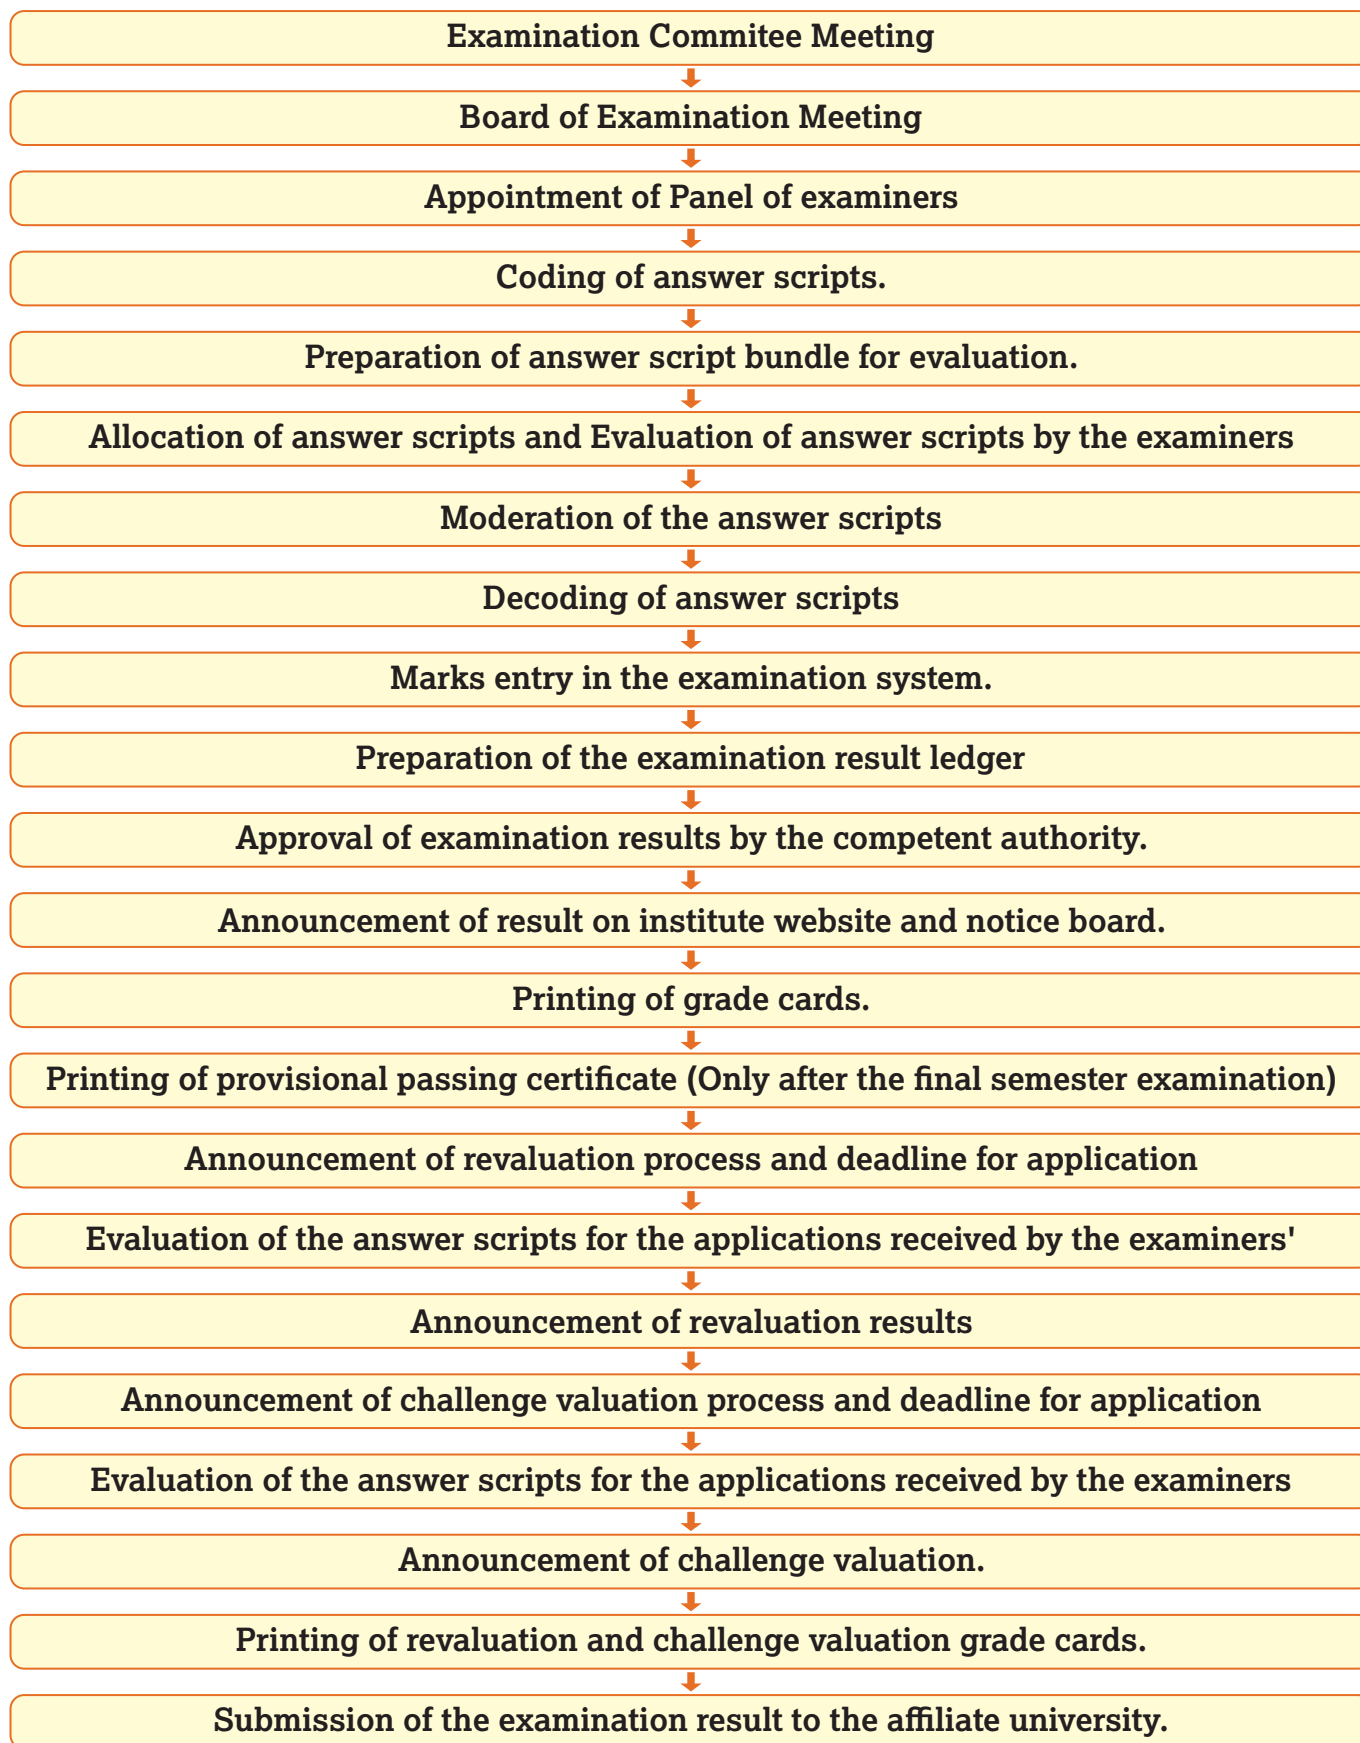 Examination Commitee Meeting
Board of Examination Meeting
Appointment of Panel of examiners
Coding of answer scripts.
Preparation of answer script bundle for evaluation.
Allocation of answer scripts and Evaluation of answer scripts by the examiners
Moderation of the answer scripts
Decoding of answer scripts
Marks entry in the examination system.
Preparation of the examination result ledger
Approval of examination results by the competent authority.
Announcement of result on institute website and notice board.
Printing of grade cards.
Printing of provisional passing certificate (Only after the final semester examination)
Announcement of revaluation process and deadline for application
Evaluation of the answer scripts for the applications received by the examiners'
Announcement of revaluation results
Announcement of challenge valuation process and deadline for application
Evaluation of the answer scripts for the applications received by the examiners
Announcement of challenge valuation.
Printing of revaluation and challenge valuation grade cards.
Submission of the examination result to the affiliate university.